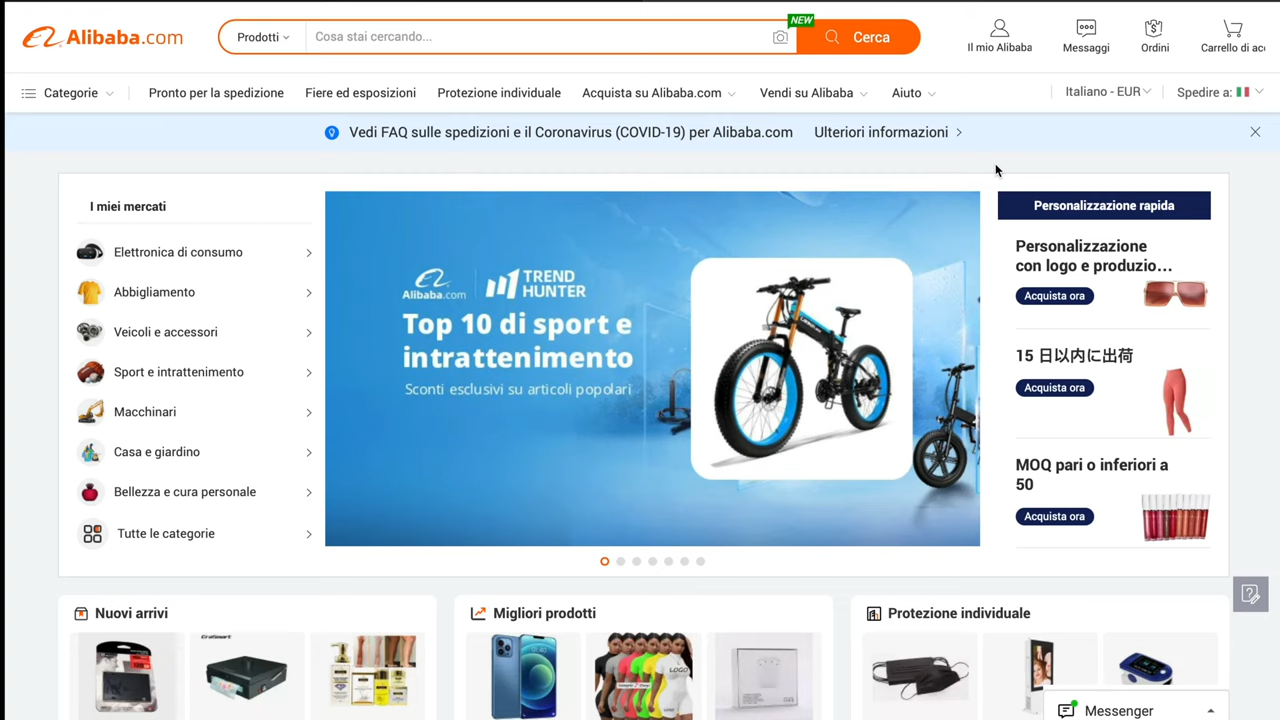 Alibaba.com
Prodotti
Cosa stai cercando...
NEW
Cerca
Il mio Alibaba
Messaggi
Ordini
Carrello di acc
Categorie
Pronto per la spedizione
Fiere ed esposizioni
Protezione individuale
Acquista su Alibaba.com
Vendi su Alibaba
Aiuto
Italiano - EUR
Spedire a:
Vedi FAQ sulle spedizioni e il Coronavirus (COVID-19) per Alibaba.com
Ulteriori informazioni
I miei mercati
Elettronica di consumo
Abbigliamento
Veicoli e accessori
Sport e intrattenimento
Macchinari
Casa e giardino
Bellezza e cura personale
Tutte le categorie
Alibaba.com
TREND
HUNTER
Top 10 di sport e
intrattenimento
Sconti esclusivi su articoli popolari
Personalizzazione rapida
Personalizzazione
con logo e produzio...
Acquista ora
15 日以内に出荷
Acquista ora
MOQ pari o inferiori a
50
Acquista ora
Nuovi arrivi
Migliori prodotti
Protezione individuale
LOGO
Messenger